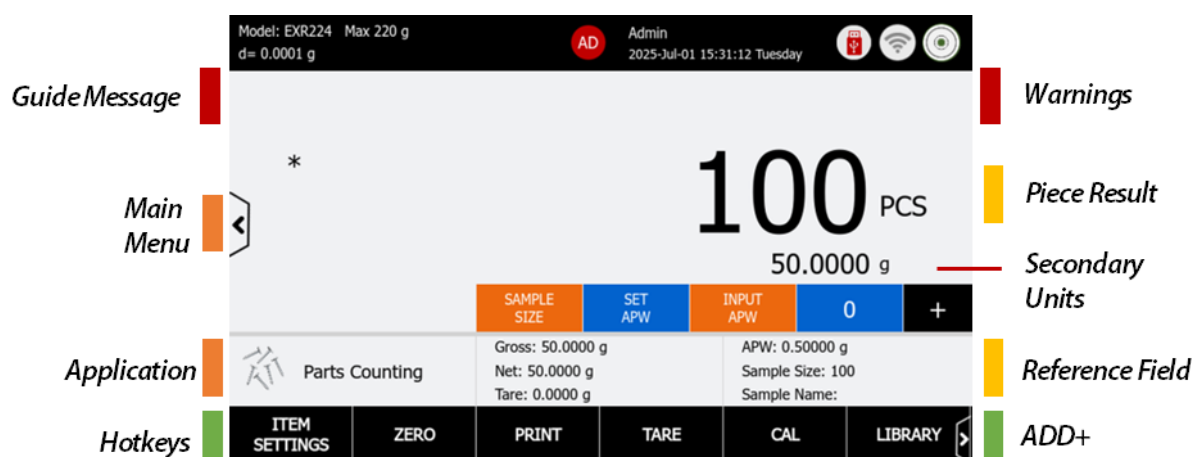 Model: EXR224 Max 220 g
d= 0.0001 g
AD
Admin
2025-Jul-01 15:31:12 Tuesday
Guide Message
Warnings
*
100 PCS
Piece Result
Main
Menu
50.0000 g
Secondary
Units
SAMPLE
SIZE
SET
APW
INPUT
APW
0
+
Application
Parts Counting
Gross: 50.0000 g
Net: 50.0000 g
Tare: 0.0000 g
APW: 0.50000 g
Sample Size: 100
Sample Name:
Reference Field
Hotkeys
ITEM
SETTINGS
ZERO
PRINT
TARE
CAL
LIBRARY
ADD+